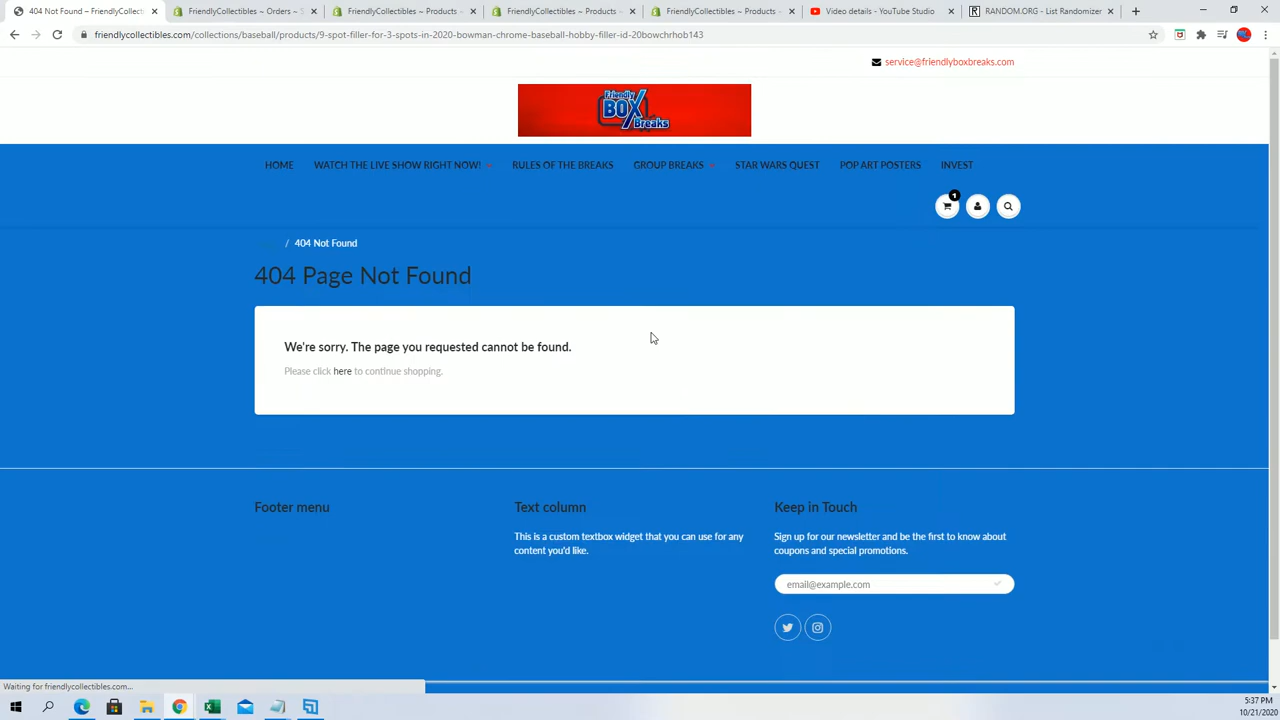 404 Not Found – FriendlyCollecti
FriendlyCollectibles ~ Orders ~ S
FriendlyCollectibles ~ Products ~
FriendlyCollectibles ~ Products ~
FriendlyCollectibles ~ Products ~
Video details - YouTube Studio
RANDOM.ORG - List Randomizer
friendlycollectibles.com/collections/baseball/products/9-spot-filler-for-3-spots-in-2020-bowman-chrome-baseball-hobby-filler-id-20bowchrhob143
service@friendlyboxbreaks.com
Friendly
BOX
Breaks
HOME
WATCH THE LIVE SHOW RIGHT NOW!
RULES OF THE BREAKS
GROUP BREAKS
STAR WARS QUEST
POP ART POSTERS
INVEST
1
/ 404 Not Found
404 Page Not Found
We're sorry. The page you requested cannot be found.
Please click here to continue shopping.
Footer menu
Text column
This is a custom textbox widget that you can use for any
content you'd like.
Keep in Touch
Sign up for our newsletter and be the first to know about
coupons and special promotions.
email@example.com
Waiting for friendlycollectibles.com...
5:37 PM
10/21/2020